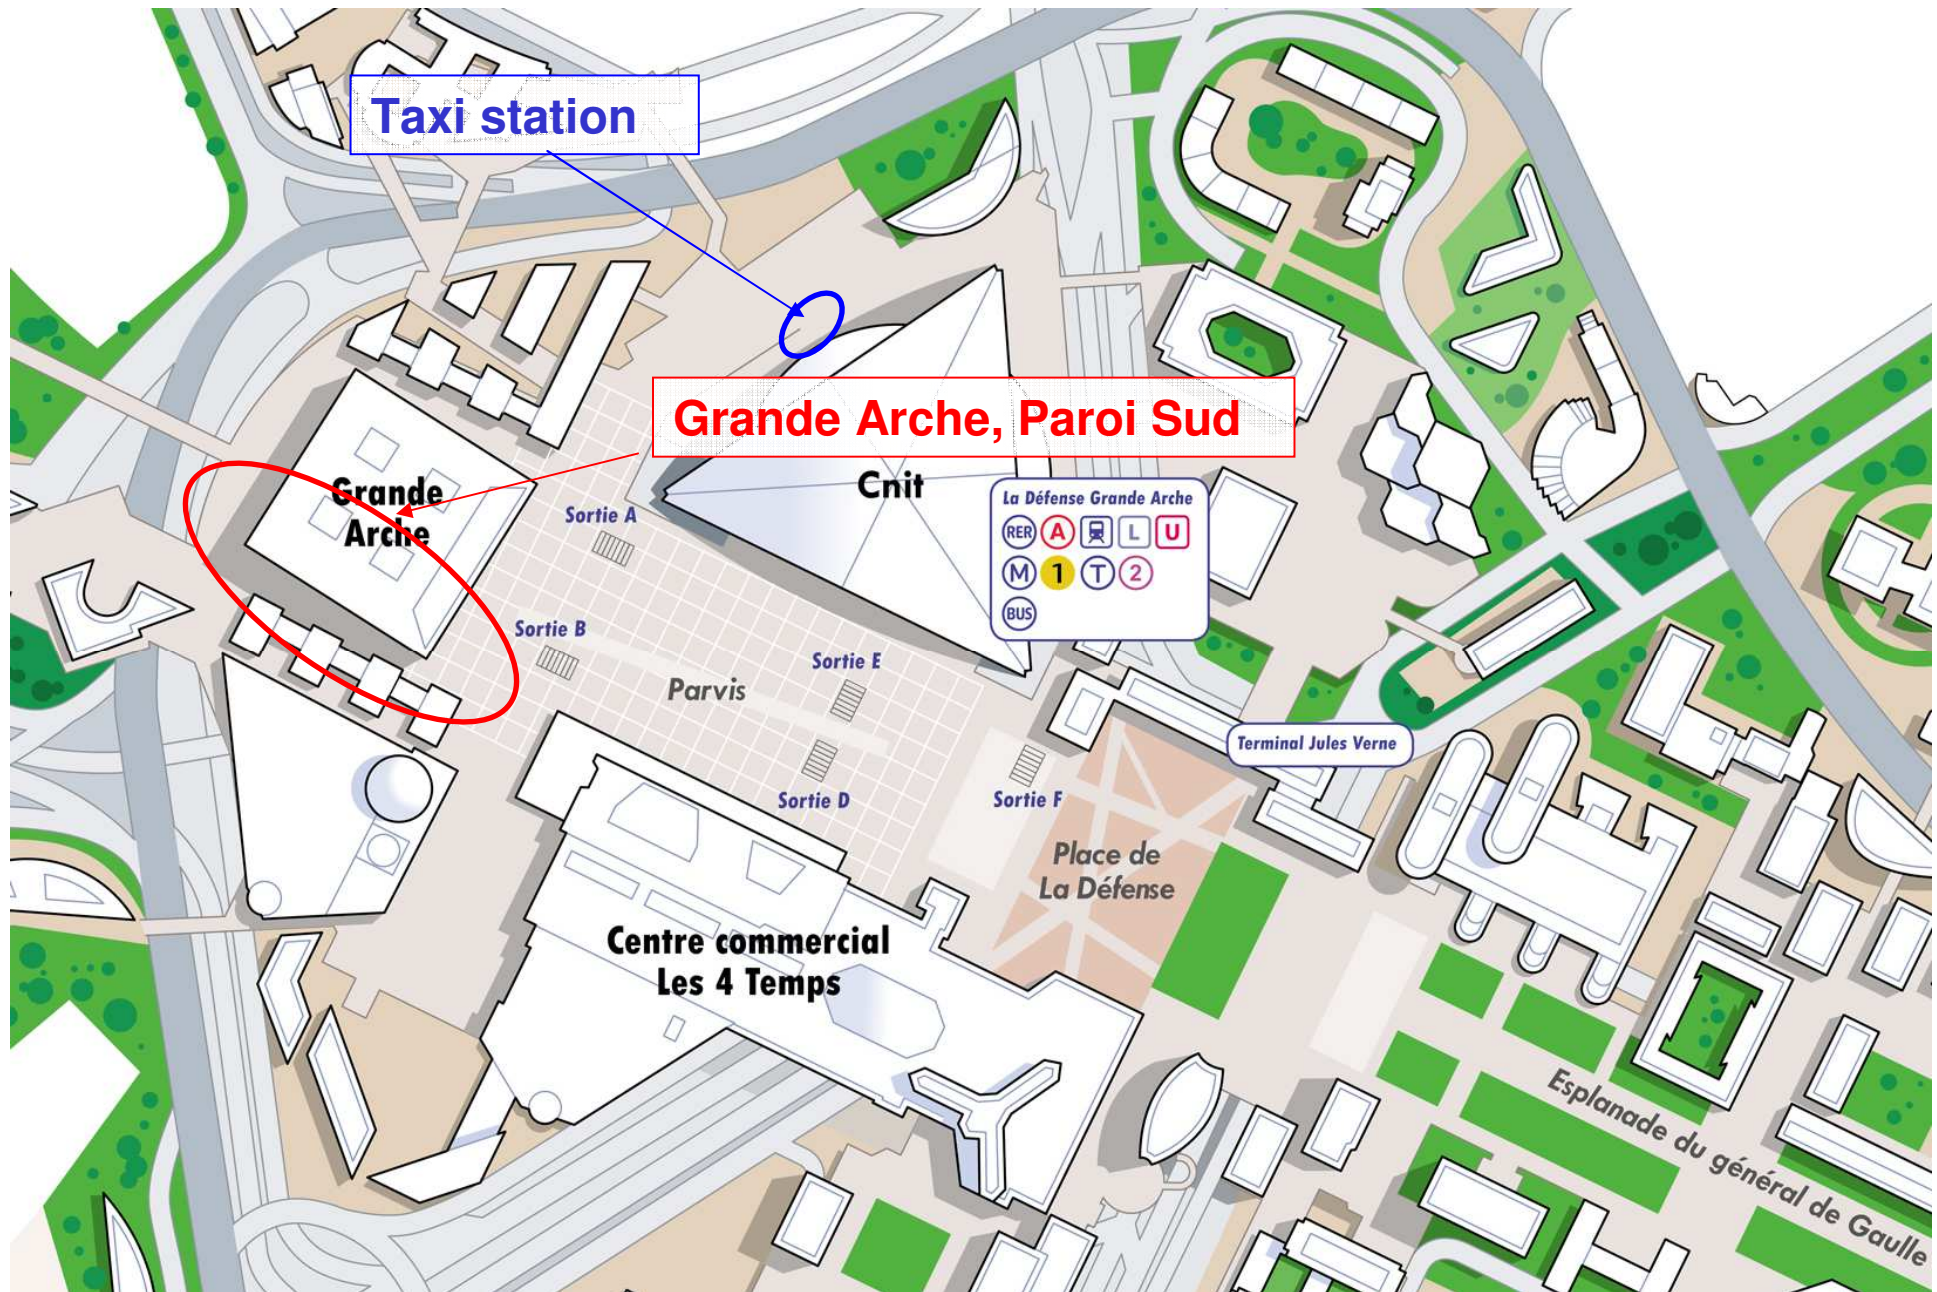 Taxi station
Grande Arche, Paroi Sud
Grande
Arche
Cnit
La Défense Grande Arche
RER A L U
M 1 T 2
BUS
Sortie A
Sortie B
Sortie E
Parvis
Terminal Jules Verne
Sortie D
Sortie F
Place de
La Défense
Centre commercial
Les 4 Temps
Esplanade du général de Gaulle